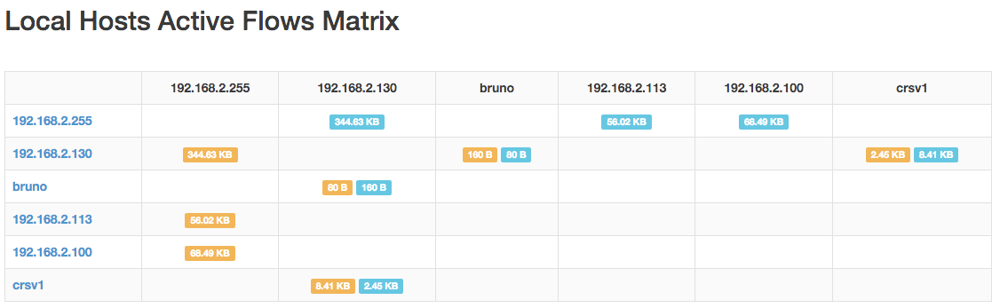 Local Hosts Active Flows Matrix
192.168.2.255 192.168.2.130 bruno 192.168.2.113 192.168.2.100 crsv1
192.168.2.255 344.63 KB 56.02 KB 68.49 KB
192.168.2.130 344.63 KB 160 B 80 B 2.45 KB 8.41 KB
bruno 80 B 160 B
192.168.2.113 56.02 KB
192.168.2.100 68.49 KB
crsv1 8.41 KB 2.45 KB